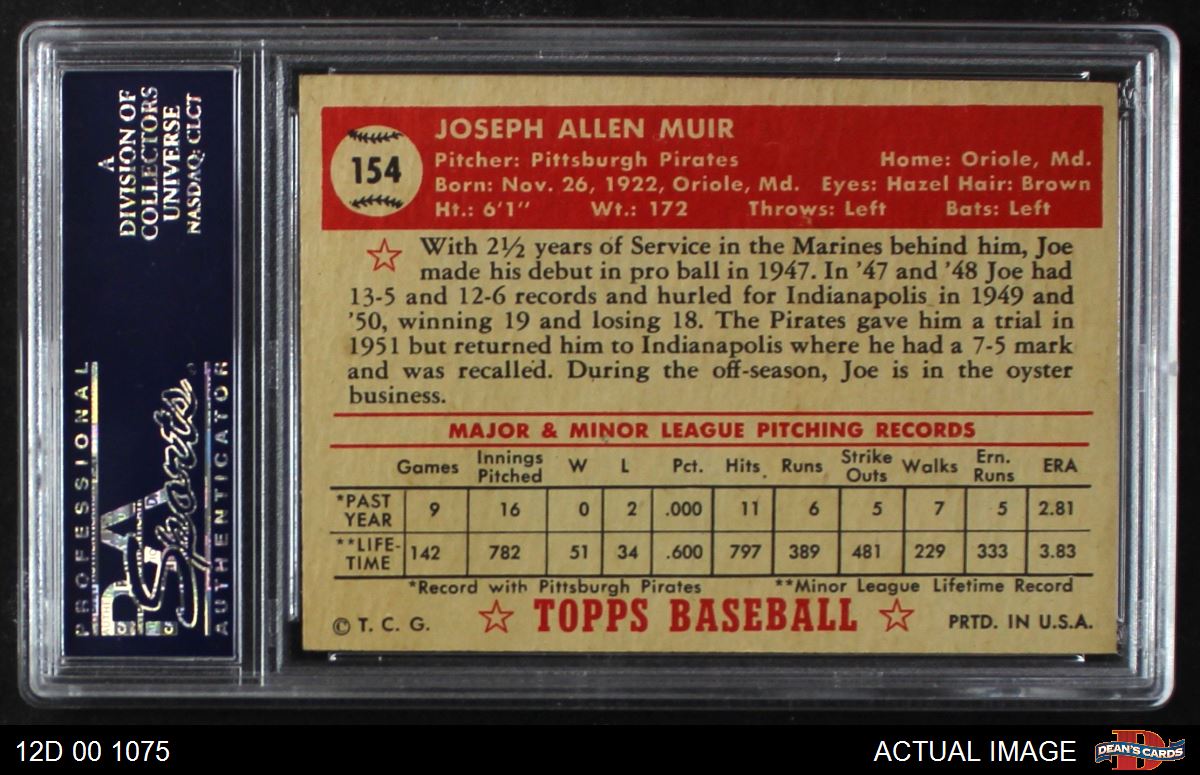 A
DIVISION OF
COLLECTORS
UNIVERSE
NASDAQ: CLCT
PROFESSIONAL
PSA
Sports
AUTHENTICATOR
154
JOSEPH ALLEN MUIR
Pitcher: Pittsburgh Pirates Home: Oriole, Md.
Born: Nov. 26, 1922, Oriole, Md. Eyes: Hazel Hair: Brown
Ht.: 6'1" Wt.: 172 Throws: Left Bats: Left
With 2½ years of Service in the Marines behind him, Joe
made his debut in pro ball in 1947. In '47 and '48 Joe had
13-5 and 12-6 records and hurled for Indianapolis in 1949 and
'50, winning 19 and losing 18. The Pirates gave him a trial in
1951 but returned him to Indianapolis where he had a 7-5 mark
and was recalled. During the off-season, Joe is in the oyster
business.
MAJOR & MINOR LEAGUE PITCHING RECORDS
Games Innings Pitched W L Pct. Hits Runs Strike Outs Walks Ern. Runs ERA
*PAST YEAR 9 16 0 2 .000 11 6 5 7 5 2.81
**LIFE-TIME 142 782 51 34 .600 797 389 481 229 333 3.83
*Record with Pittsburgh Pirates **Minor League Lifetime Record
© T. C. G. TOPPS BASEBALL PRTD. IN U.S.A.
12D 00 1075 ACTUAL IMAGE DEAN'S CARDS